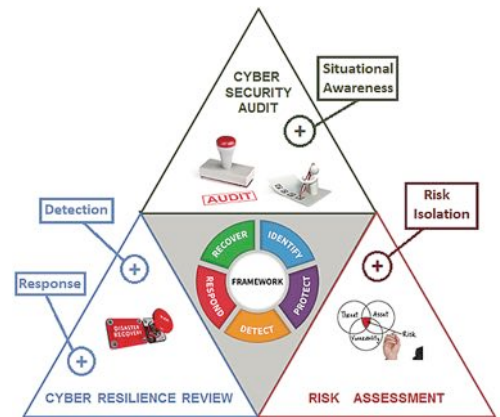 CYBER
SECURITY
AUDIT
Situational
Awareness
AUDIT
Detection
Risk
Isolation
Response
RECOVER
IDENTIFY
FRAMEWORK
RESPOND
PROTECT
DETECT
DISASTER
RECOVERY
Threat
Asset
Vulnerability
Risk
CYBER RESILIENCE REVIEW
RISK ASSESSMENT